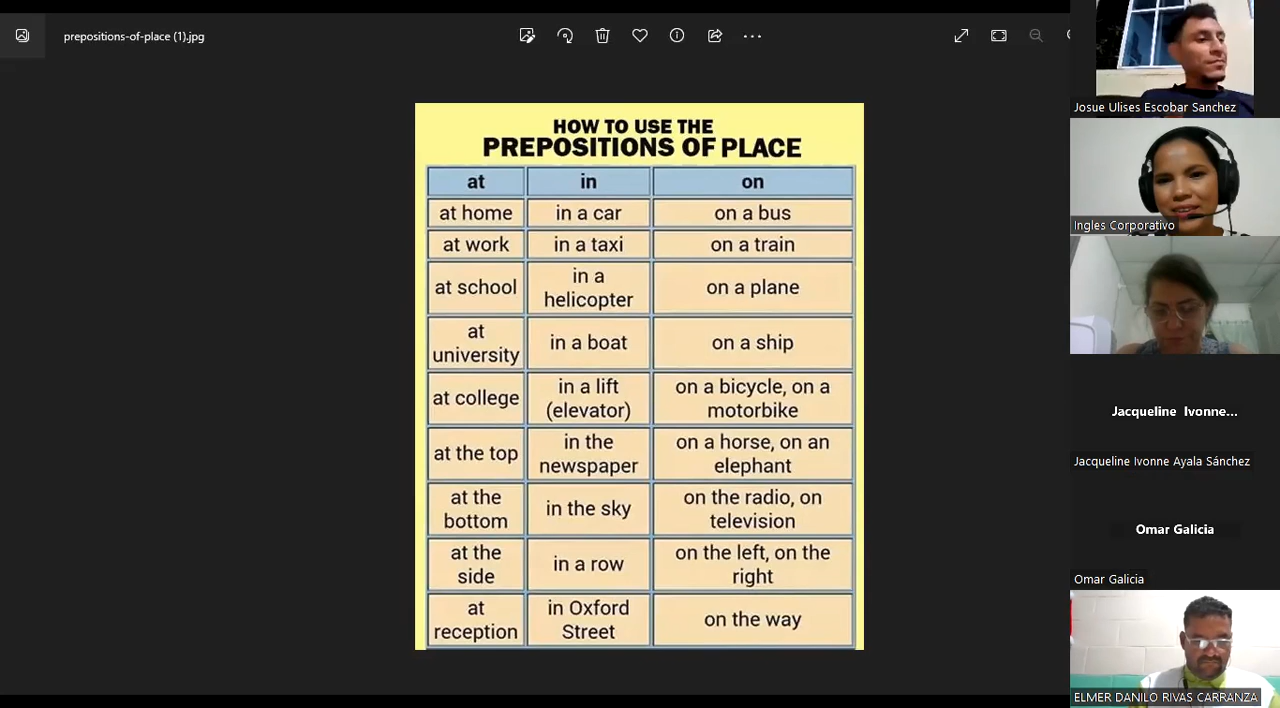 prepositions-of-place (1).jpg
HOW TO USE THE
PREPOSITIONS OF PLACE
at in on
at home in a car on a bus
at work in a taxi on a train
at school in a helicopter on a plane
at university in a boat on a ship
at college in a lift (elevator) on a bicycle, on a motorbike
at the top in the newspaper on a horse, on an elephant
at the bottom in the sky on the radio, on television
at the side in a row on the left, on the right
at reception in Oxford Street on the way
Josue Ulises Escobar Sanchez
Ingles Corporativo
Jacqueline Ivonne...
Jacqueline Ivonne Ayala Sánchez
Omar Galicia
Omar Galicia
ELMER DANILO RIVAS CARRANZA